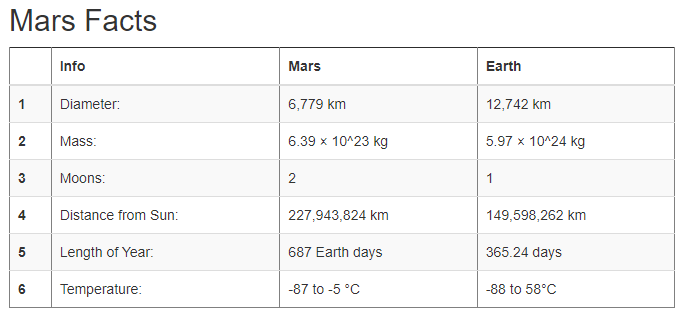 Mars Facts
Info Mars Earth
1 Diameter: 6,779 km 12,742 km
2 Mass: 6.39 × 10^23 kg 5.97 × 10^24 kg
3 Moons: 2 1
4 Distance from Sun: 227,943,824 km 149,598,262 km
5 Length of Year: 687 Earth days 365.24 days
6 Temperature: -87 to -5 °C -88 to 58°C